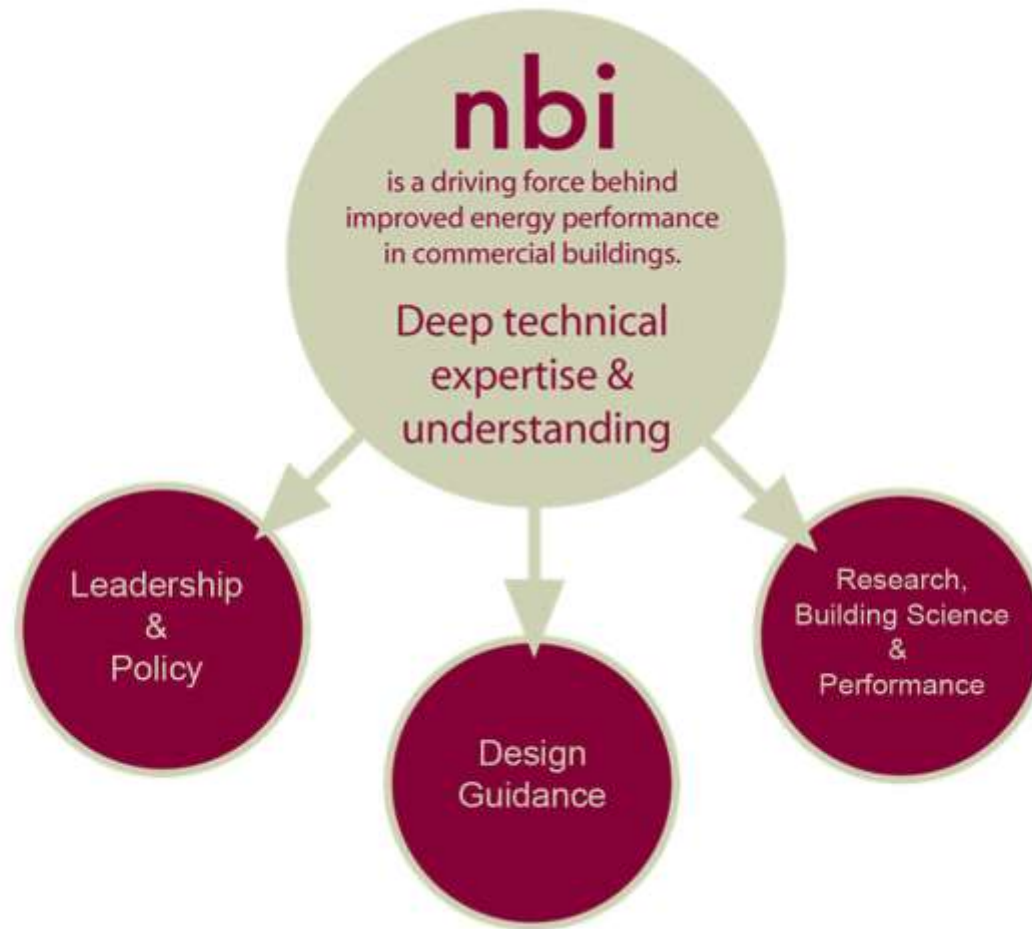 nbi
is a driving force behind
improved energy performance
in commercial buildings.
Deep technical
expertise &
understanding
Leadership
&
Policy
Design
Guidance
Research,
Building Science
&
Performance